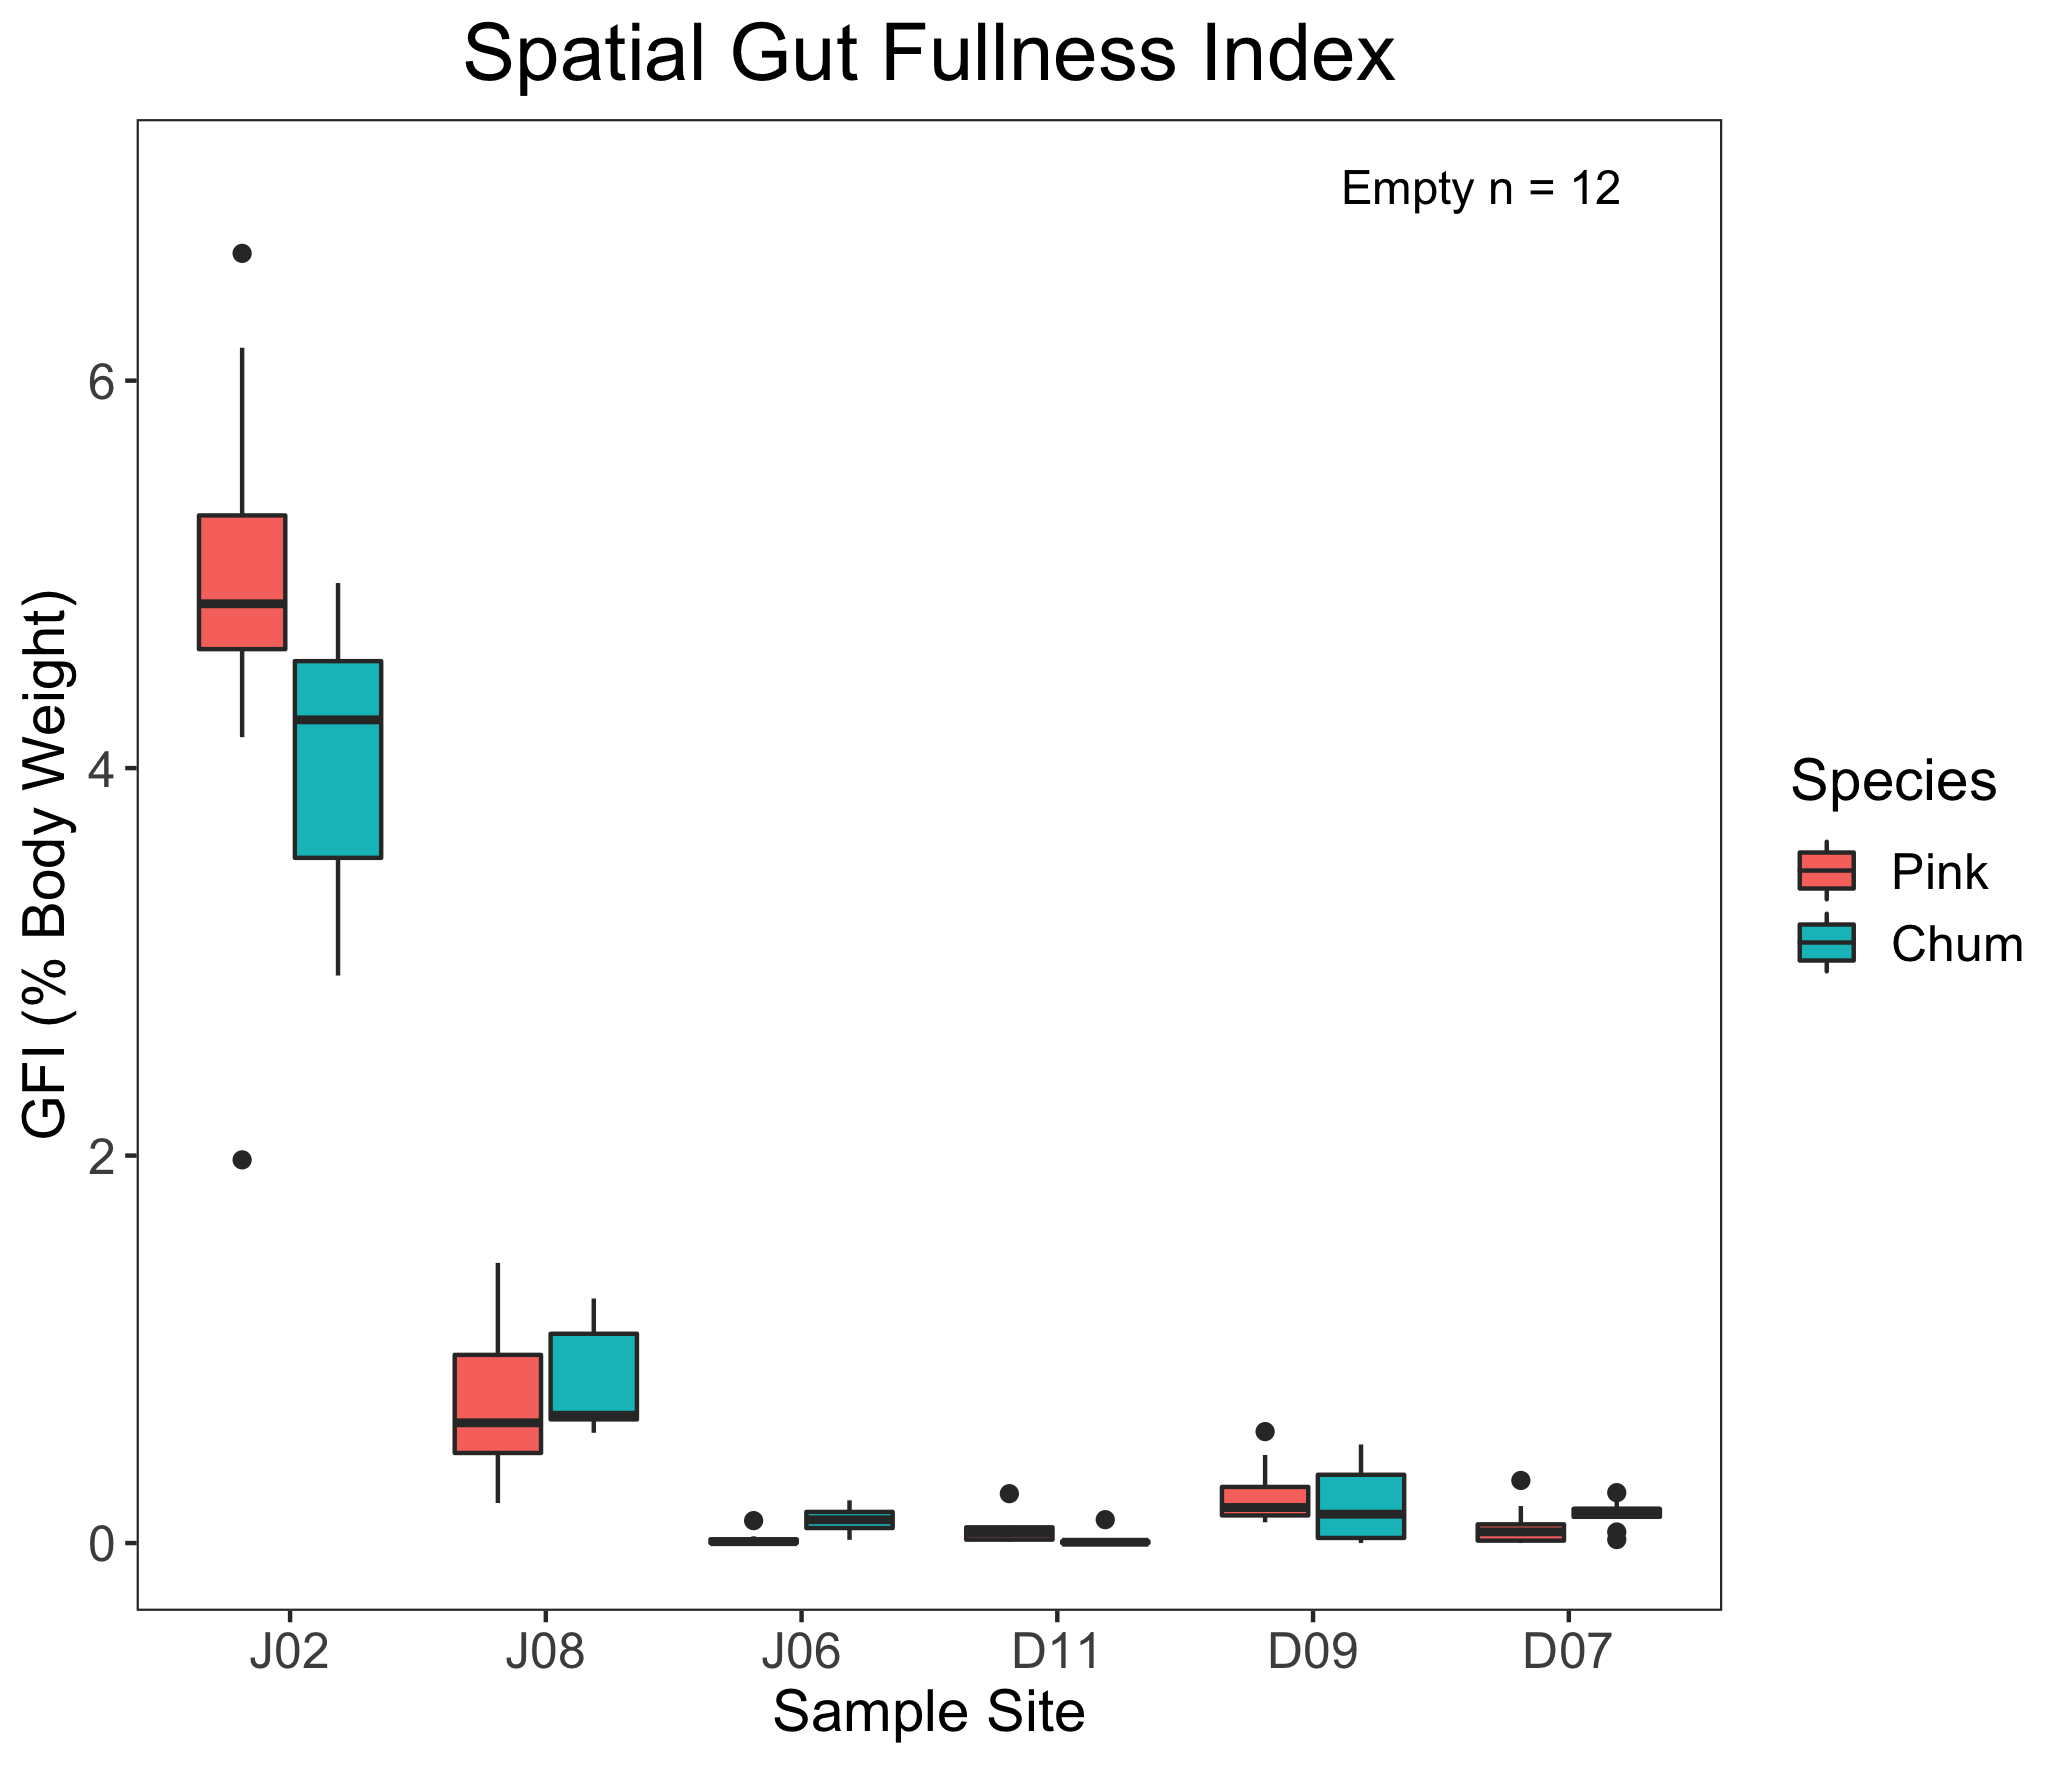 Spatial Gut Fullness Index
Empty n = 12
GFI (% Body Weight)
6
4
2
0
J02 J08 J06 D11 D09 D07
Sample Site
Species
Pink
Chum